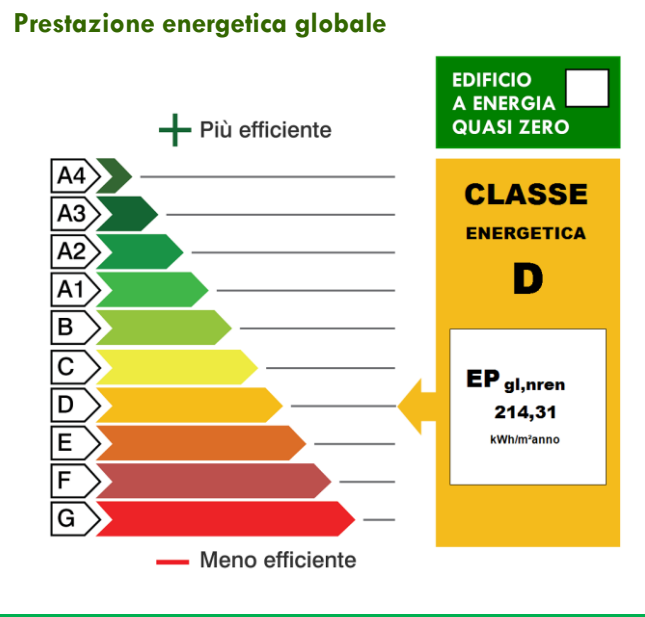 Prestazione energetica globale
EDIFICIO
A ENERGIA
QUASI ZERO
+ Più efficiente
A4
A3
A2
A1
B
C
D
E
F
G
— Meno efficiente
CLASSE
ENERGETICA
D
EP gl,nren
214,31
kWh/m²anno